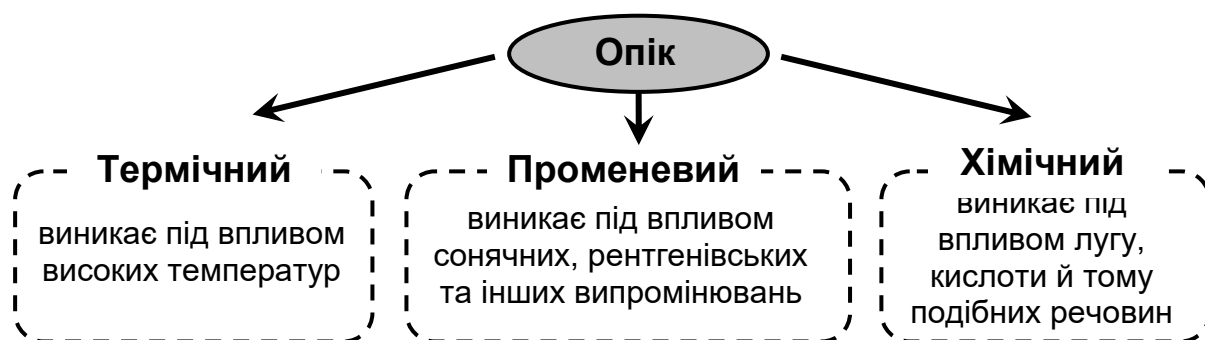 Опік
Термічний
виникає під впливом
високих температур
Променевий
виникає під впливом
сонячних, рентгенівських
та інших випромінювань
Хімічний
виникає під
впливом лугу,
кислоти й тому
подібних речовин